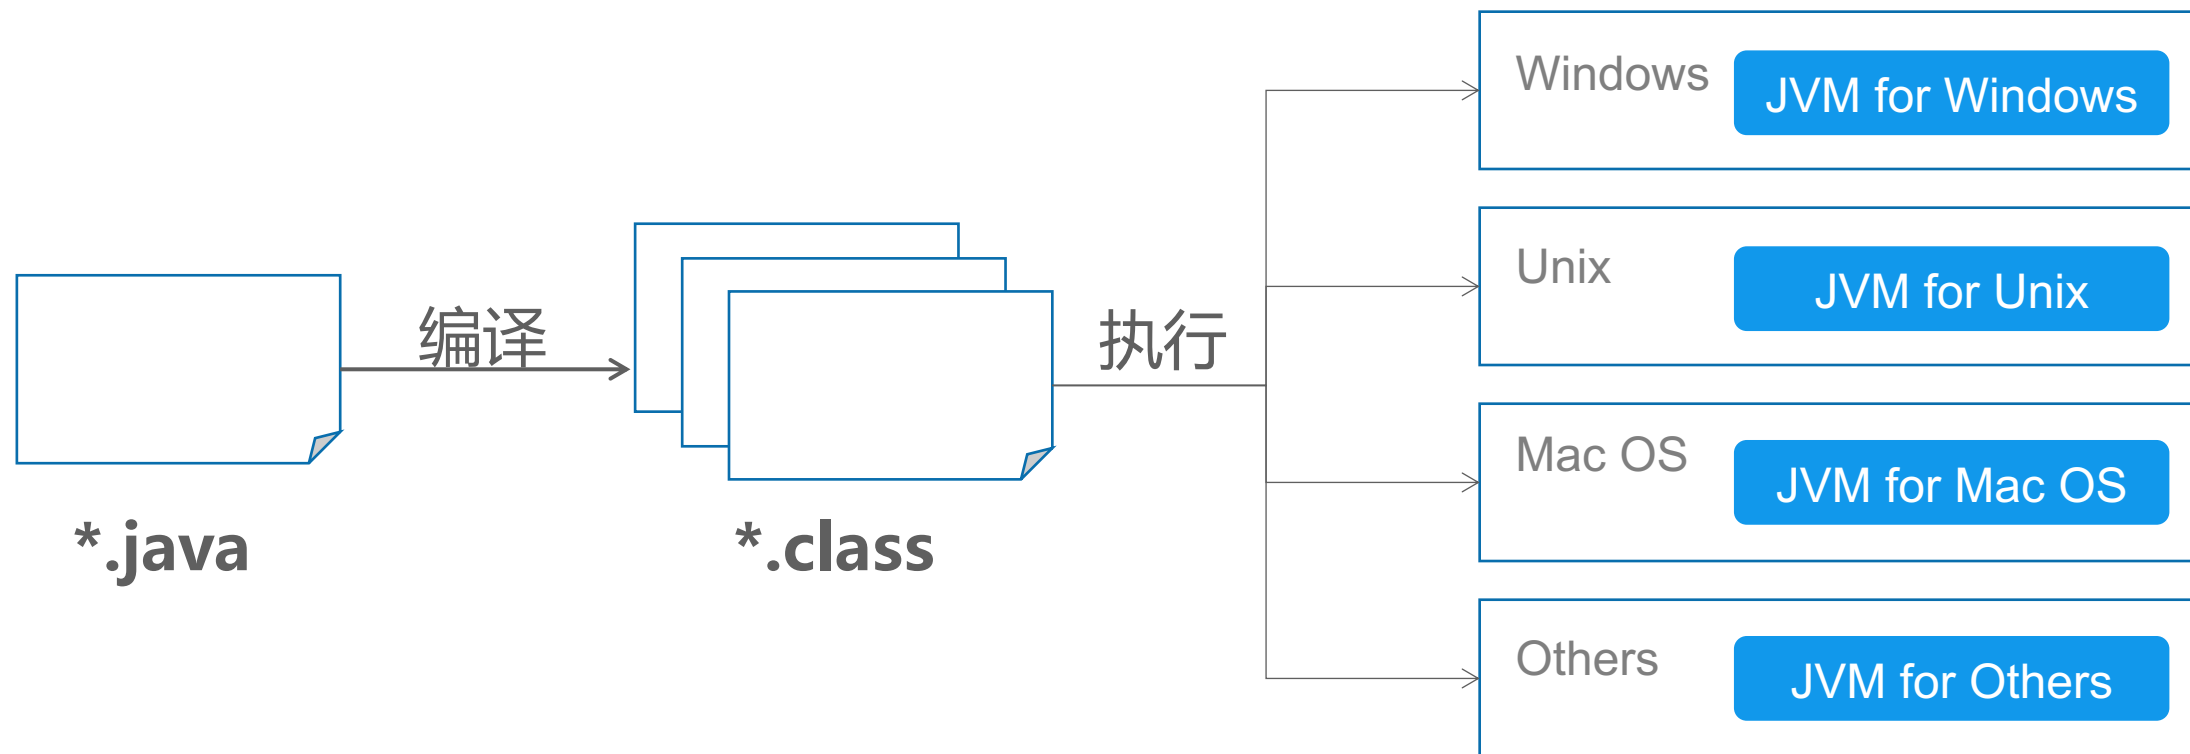 *.java
编译
*.class
执行
Windows
JVM for Windows
Unix
JVM for Unix
Mac OS
JVM for Mac OS
Others
JVM for Others